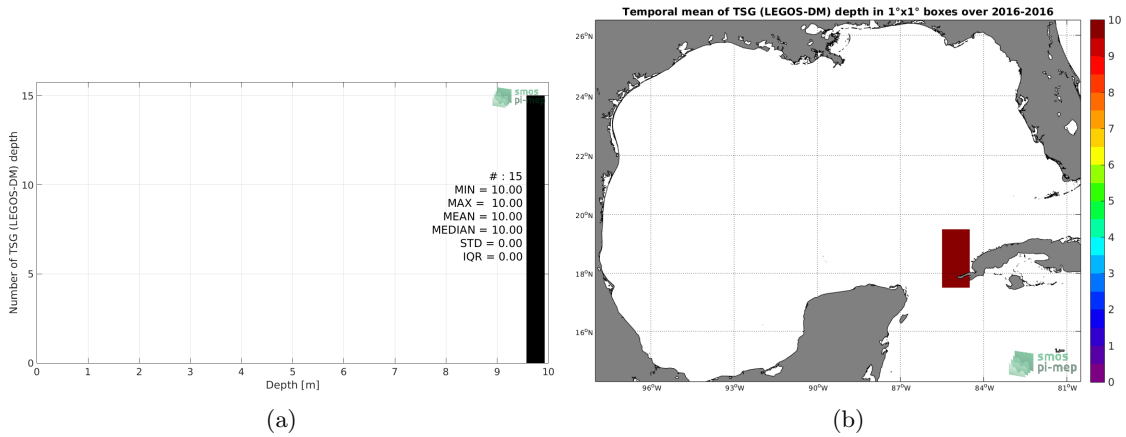 smos
pi-mep
15
10
5
0
Number of TSG (LEGOS-DM) depth
# : 15
MIN = 10.00
MAX = 10.00
MEAN = 10.00
MEDIAN = 10.00
STD = 0.00
IQR = 0.00
0 1 2 3 4 5 6 7 8 9 10
Depth [m]
(a)
Temporal mean of TSG (LEGOS-DM) depth in 1°x1° boxes over 2016-2016
26°N
24°N
22°N
20°N
18°N
16°N
96°W 93°W 90°W 87°W 84°W 81°W
smos
pi-mep
10
9
8
7
6
5
4
3
2
1
0
(b)